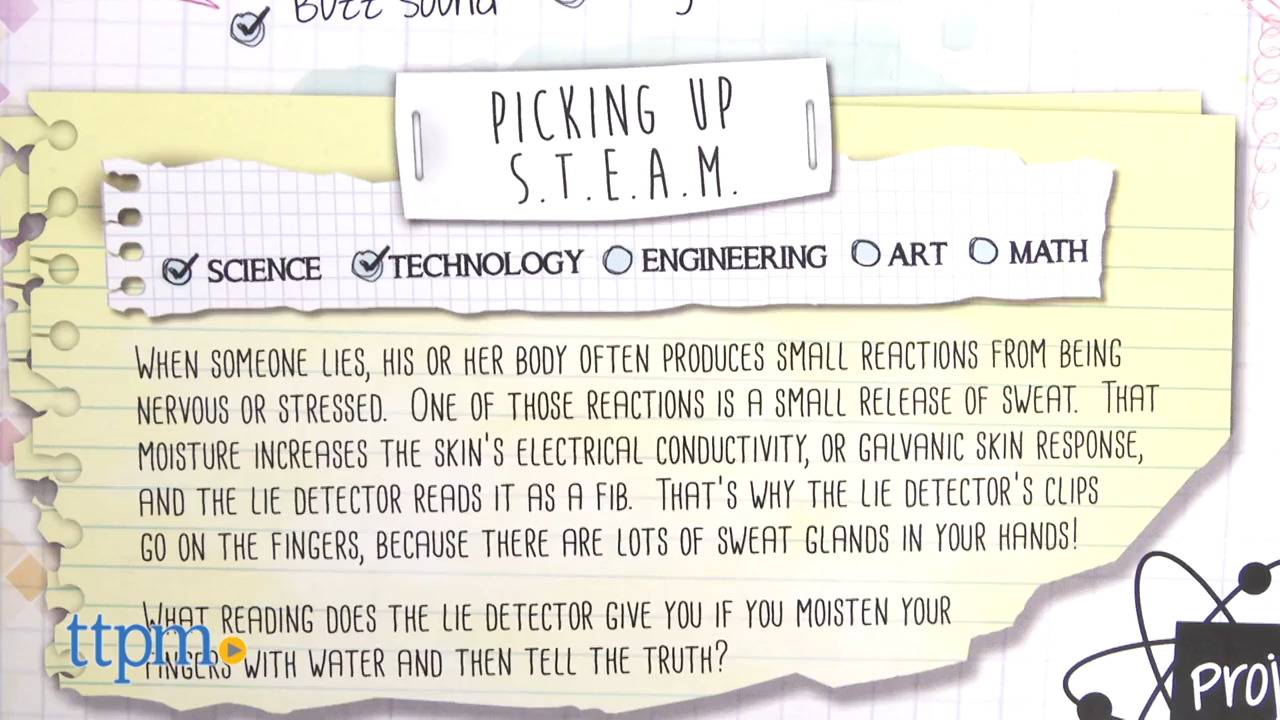 BUZZ SOUND
PICKING UP
S.T.E.A.M.
SCIENCE TECHNOLOGY ENGINEERING ART MATH
WHEN SOMEONE LIES, HIS OR HER BODY OFTEN PRODUCES SMALL REACTIONS FROM BEING
NERVOUS OR STRESSED. ONE OF THOSE REACTIONS IS A SMALL RELEASE OF SWEAT. THAT
MOISTURE INCREASES THE SKIN'S ELECTRICAL CONDUCTIVITY, OR GALVANIC SKIN RESPONSE,
AND THE LIE DETECTOR READS IT AS A FIB. THAT'S WHY THE LIE DETECTOR'S CLIPS
GO ON THE FINGERS, BECAUSE THERE ARE LOTS OF SWEAT GLANDS IN YOUR HANDS!
WHAT READING DOES THE LIE DETECTOR GIVE YOU IF YOU MOISTEN YOUR
FINGERS WITH WATER AND THEN TELL THE TRUTH?
ttpm
Proj